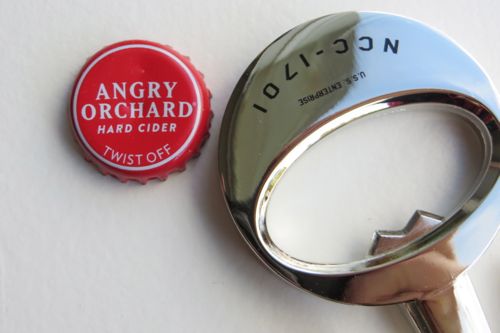 ANGRY
ORCHARD®
HARD CIDER
TWIST OFF
NCC-1701
U.S.S. ENTERPRISE